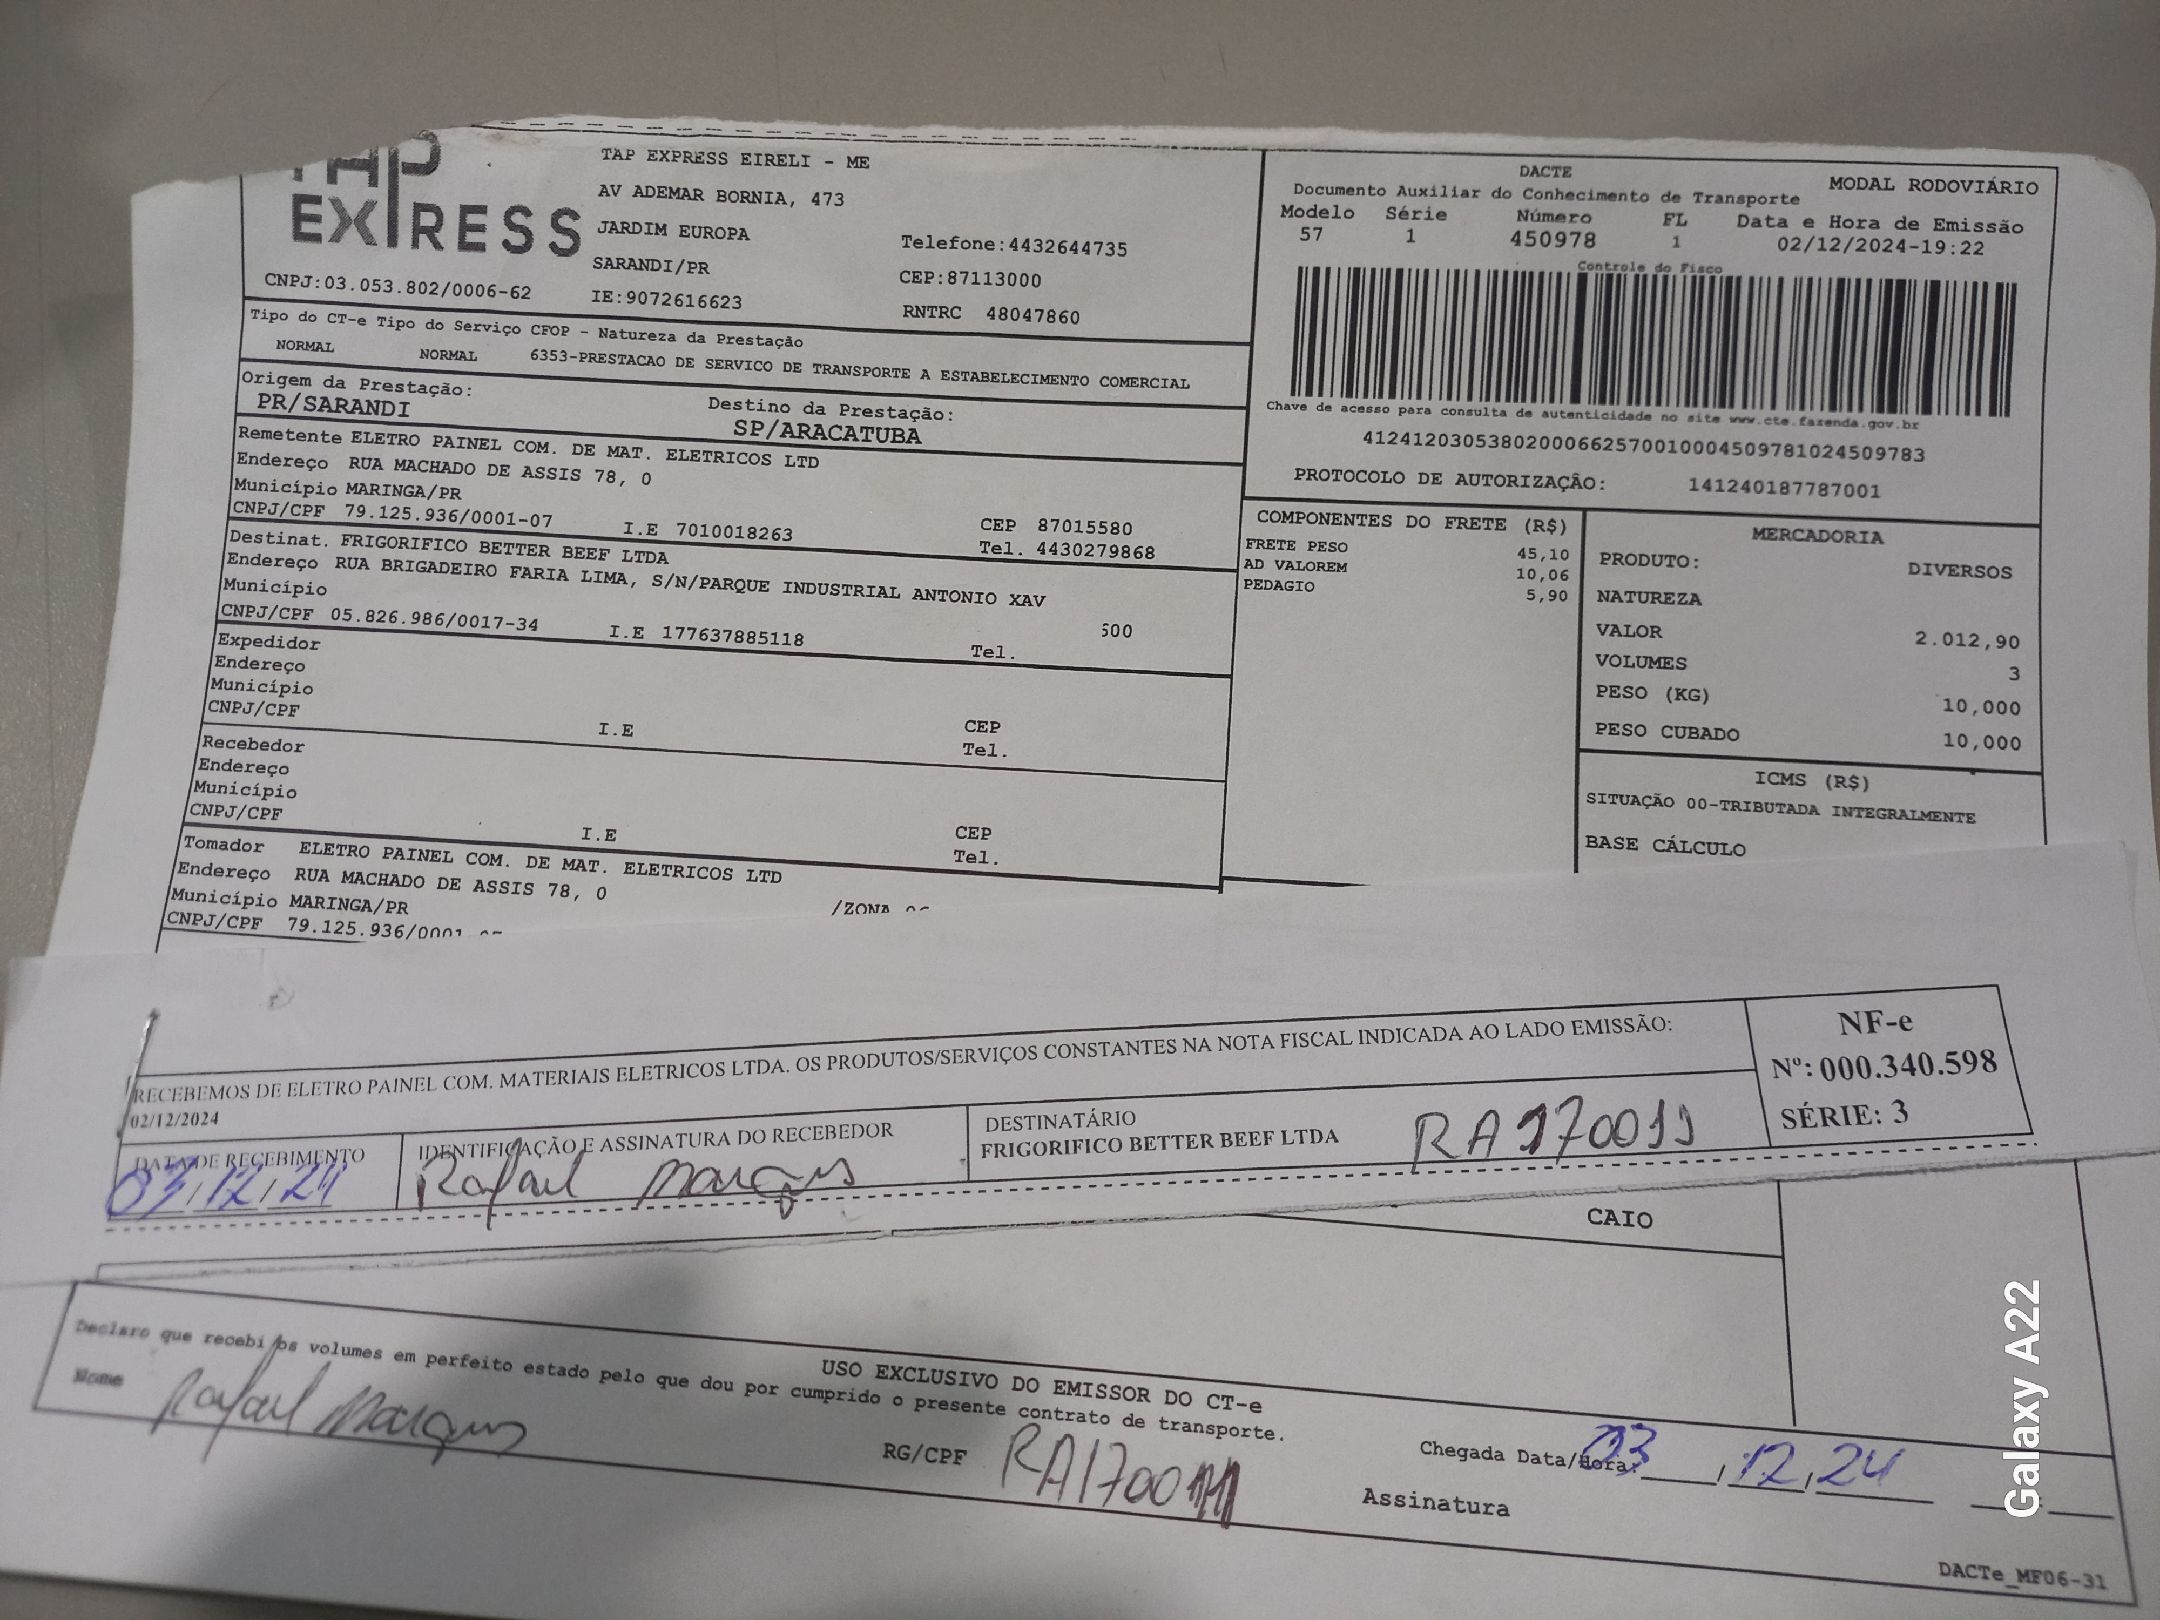 TAP
EXPRESS
CNPJ:03.053.802/0006-62
TAP EXPRESS EIRELI - ME
AV ADEMAR BORNIA, 473
JARDIM EUROPA
SARANDI/PR
IE:9072616623
Telefone:4432644735
CEP:87113000
RNTRC 48047860
DACTE
MODAL RODOVIÁRIO
Documento Auxiliar do Conhecimento de Transporte
Modelo Série Número FL Data e Hora de Emissão
57 1 450978 1 02/12/2024-19:22
Controle do Fisco
Chave de acesso para consulta de autenticidade no site www.cte.fazenda.gov.br
41241203053802000662570010004509781024509783
PROTOCOLO DE AUTORIZAÇÃO: 141240187787001
Tipo do CT-e Tipo do Serviço CFOP - Natureza da Prestação
NORMAL NORMAL 6353-PRESTACAO DE SERVICO DE TRANSPORTE A ESTABELECIMENTO COMERCIAL
Origem da Prestação: Destino da Prestação:
PR/SARANDI SP/ARACATUBA
Remetente ELETRO PAINEL COM. DE MAT. ELETRICOS LTD
Endereço RUA MACHADO DE ASSIS 78, 0
Município MARINGA/PR CEP 87015580
CNPJ/CPF 79.125.936/0001-07 I.E 7010018263 Tel. 4430279868
Destinat. FRIGORIFICO BETTER BEEF LTDA
Endereço RUA BRIGADEIRO FARIA LIMA, S/N/PARQUE INDUSTRIAL ANTONIO XAV
Município 500
CNPJ/CPF 05.826.986/0017-34 I.E 177637885118 Tel.
Expedidor
Endereço
Município CEP
CNPJ/CPF I.E Tel.
Recebedor
Endereço
Município CEP
CNPJ/CPF I.E Tel.
Tomador ELETRO PAINEL COM. DE MAT. ELETRICOS LTD
Endereço RUA MACHADO DE ASSIS 78, 0
Município MARINGA/PR /ZONA
CNPJ/CPF 79.125.936/0001
COMPONENTES DO FRETE (R$)
FRETE PESO 45,10
AD VALOREM 10,06
PEDAGIO 5,90
MERCADORIA
PRODUTO: DIVERSOS
NATUREZA
VALOR 2.012,90
VOLUMES 3
PESO (KG) 10,000
PESO CUBADO 10,000
ICMS (R$)
SITUAÇÃO 00-TRIBUTADA INTEGRALMENTE
BASE CÁLCULO
RECEBEMOS DE ELETRO PAINEL COM. MATERIAIS ELETRICOS LTDA. OS PRODUTOS/SERVIÇOS CONSTANTES NA NOTA FISCAL INDICADA AO LADO EMISSÃO:
02/12/2024
DATA DE RECEBIMENTO
03/12/24
IDENTIFICAÇÃO E ASSINATURA DO RECEBEDOR
Rafael Marques
DESTINATÁRIO
FRIGORIFICO BETTER BEEF LTDA
RA170011
NF-e
Nº: 000.340.598
SÉRIE: 3
CAIO
USO EXCLUSIVO DO EMISSOR DO CT-e
Declaro que recebi os volumes em perfeito estado pelo que dou por cumprido o presente contrato de transporte.
Nome Rafael Marques
RG/CPF RA170011
Chegada Data/Hora: 03/12/24
Assinatura
DACTe_MF06-31
Galaxy A22